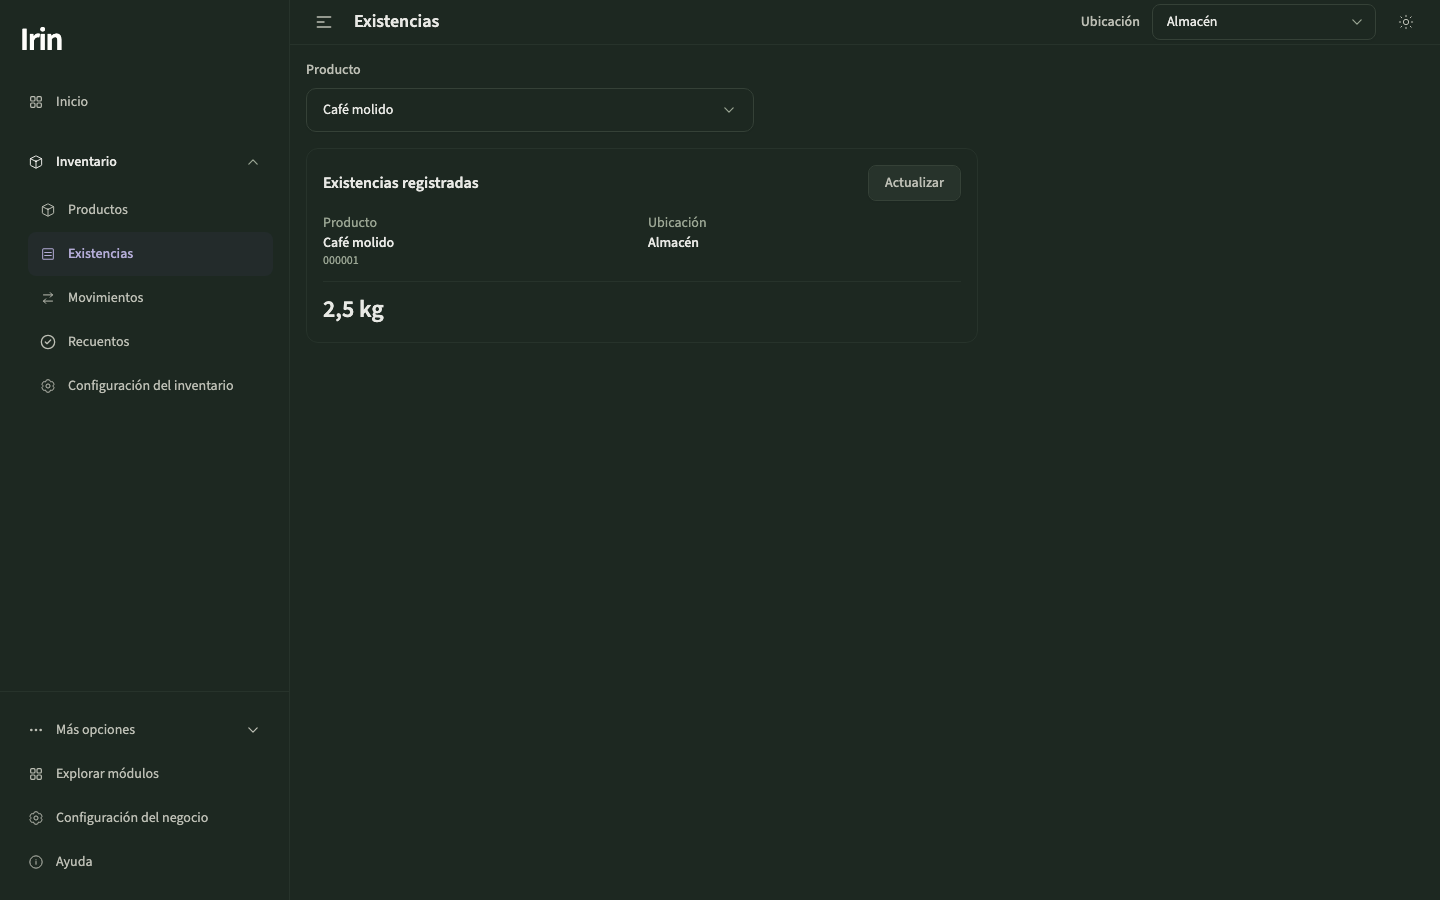 Irin
Inicio
Inventario
Productos
Existencias
Movimientos
Recuentos
Configuración del inventario
Más opciones
Explorar módulos
Configuración del negocio
Ayuda
Existencias
Ubicación
Almacén
Producto
Café molido
Existencias registradas
Actualizar
Producto
Ubicación
Café molido
Almacén
000001
2,5 kg